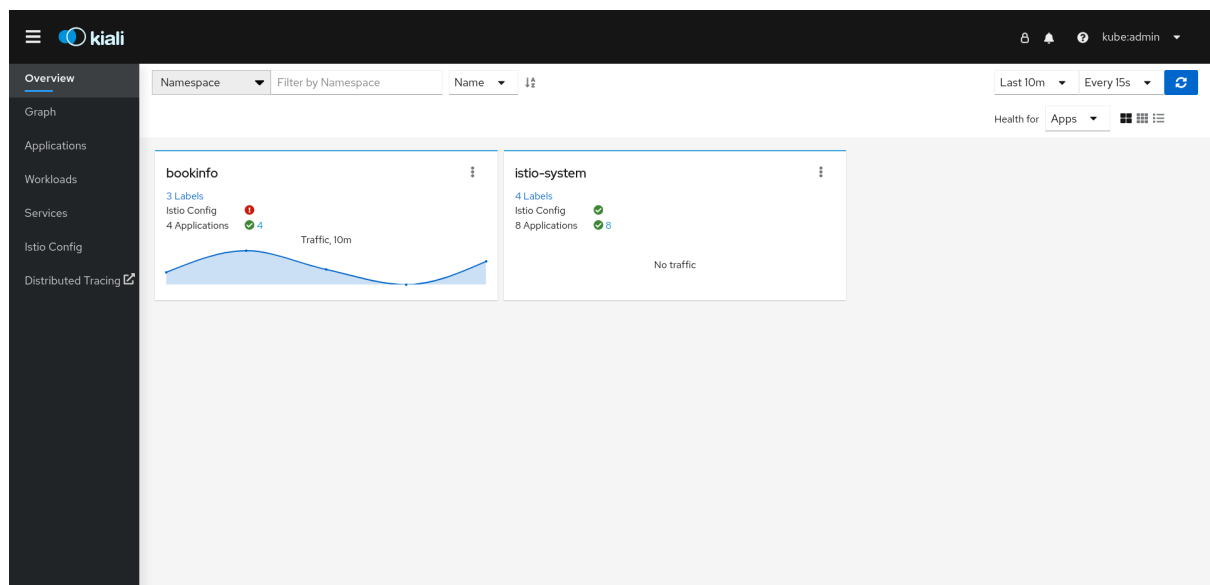 kiali
kube:admin
Overview
Graph
Applications
Workloads
Services
Istio Config
Distributed Tracing
Namespace
Filter by Namespace
Name
Last 10m
Every 15s
Health for
Apps
bookinfo
3 Labels
Istio Config
4 Applications 4
Traffic, 10m
istio-system
4 Labels
Istio Config
8 Applications 8
No traffic